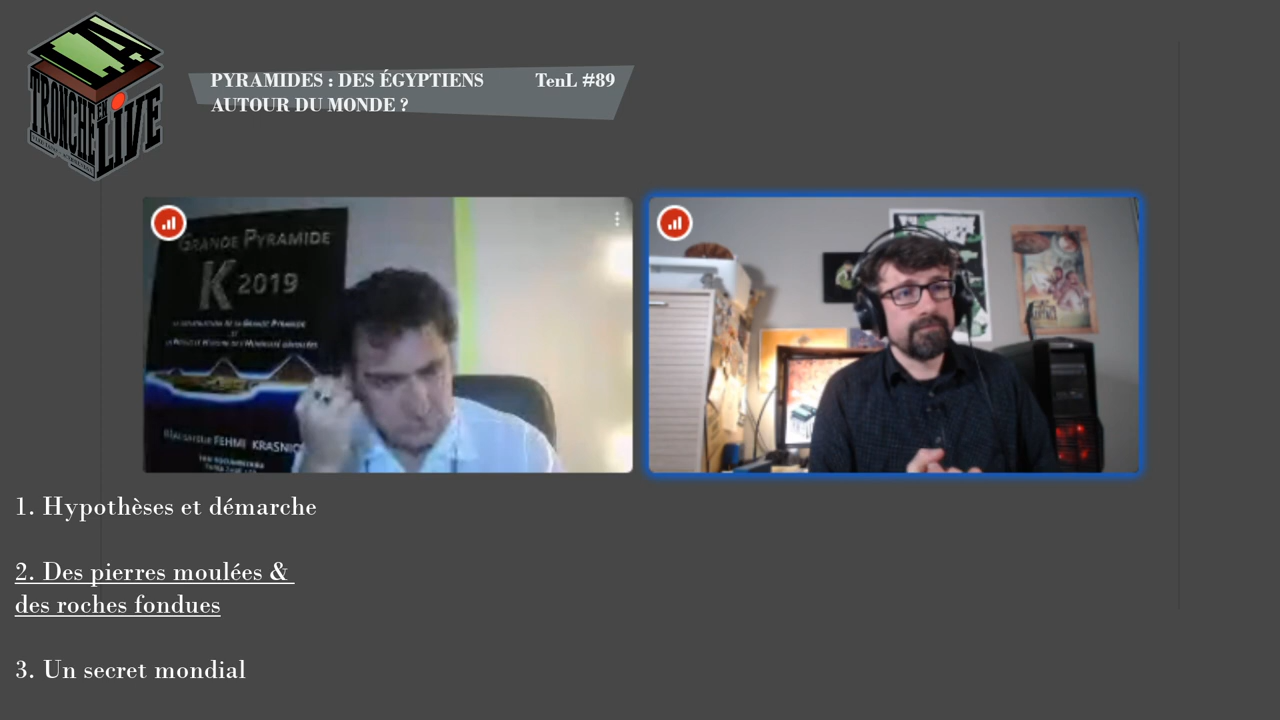 TRONCHE
EN
LIVE
PYRAMIDES : DES ÉGYPTIENS
AUTOUR DU MONDE ?
TenL #89
GRANDE PYRAMIDE
K 2019
FEHMI KRASNIQ
1. Hypothèses et démarche
2. Des pierres moulées &
des roches fondues
3. Un secret mondial